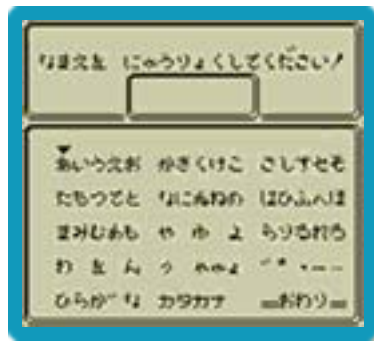 なまえを にゅうりょくしてください!
あいうえお かきくけこ さしすせそ
たちつてと なにぬねの はひふへほ
まみむめも や ゆ よ らりるれろ
わ を ん っ ゃゅょ ゛゜
ひらがな カタカナ おわり